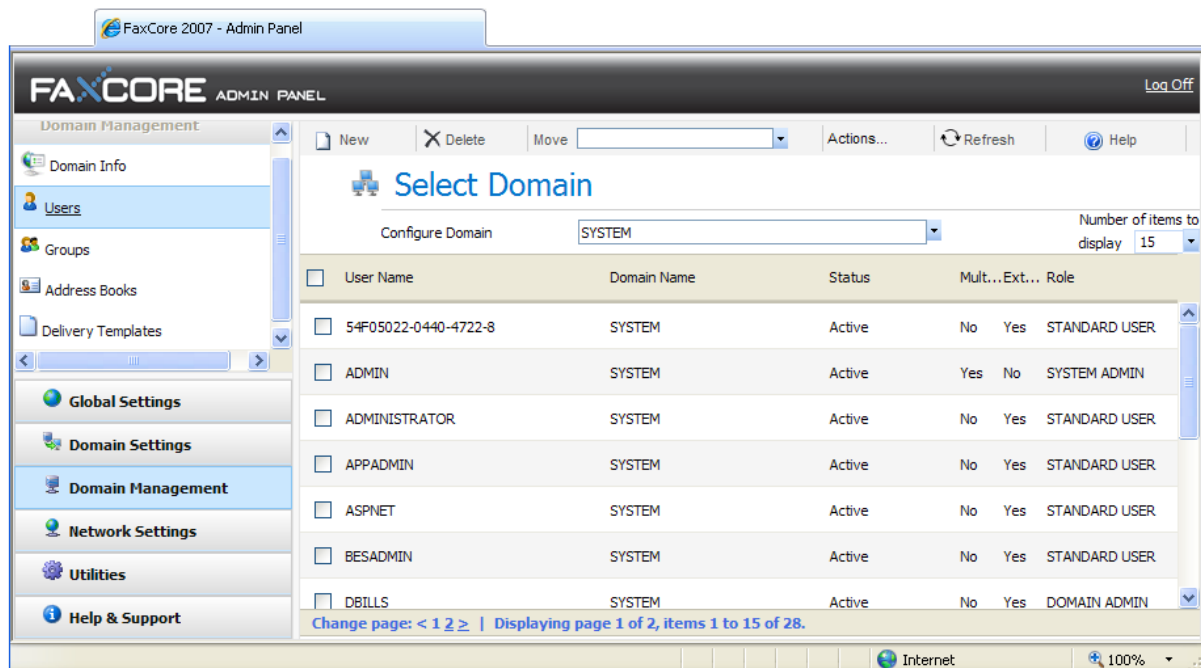 FaxCore 2007 - Admin Panel
FAXCORE ADMIN PANEL
Log Off
Domain Management
Domain Info
Users
Groups
Address Books
Delivery Templates
Global Settings
Domain Settings
Domain Management
Network Settings
Utilities
Help & Support
New Delete Move Actions... Refresh Help
Select Domain
Configure Domain SYSTEM
Number of items to
display 15
User Name Domain Name Status Mult... Ext... Role
54F05022-0440-4722-8 SYSTEM Active No Yes STANDARD USER
ADMIN SYSTEM Active Yes No SYSTEM ADMIN
ADMINISTRATOR SYSTEM Active No Yes STANDARD USER
APPADMIN SYSTEM Active No Yes STANDARD USER
ASPNET SYSTEM Active No Yes STANDARD USER
BESADMIN SYSTEM Active No Yes STANDARD USER
DBILLS SYSTEM Active No Yes DOMAIN ADMIN
Change page: < 1 2 > | Displaying page 1 of 2, items 1 to 15 of 28.
Internet 100%